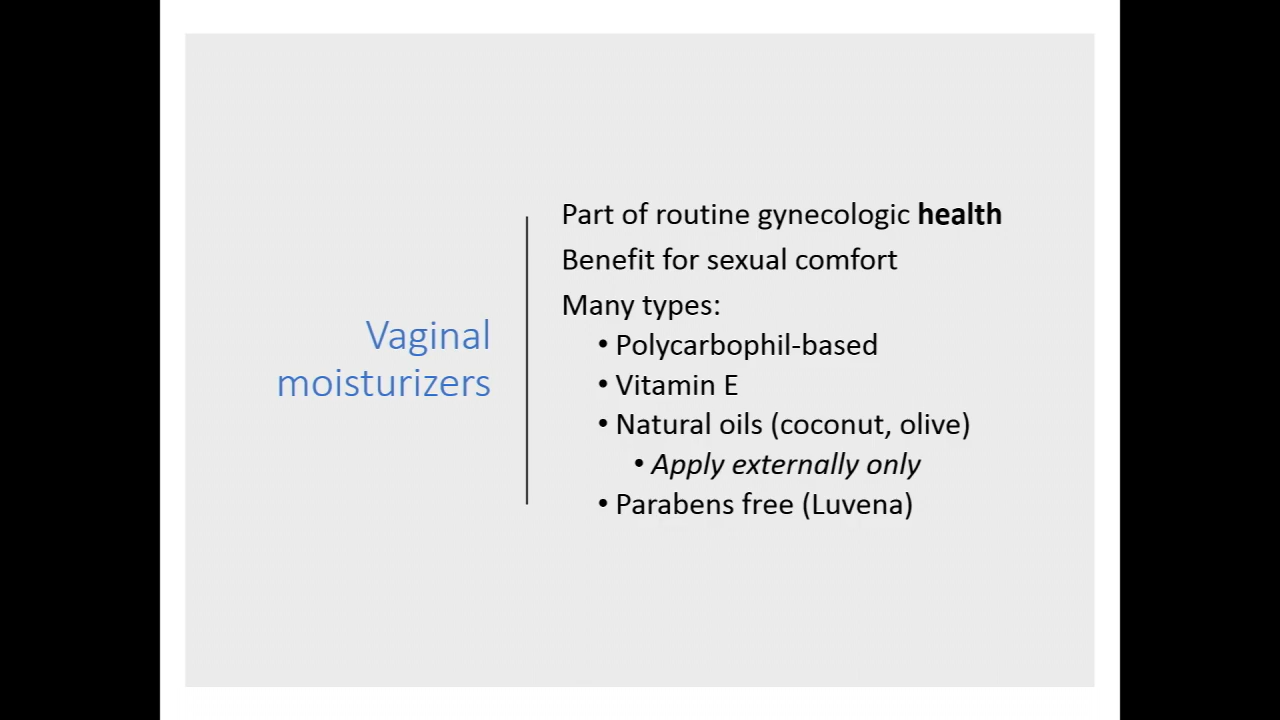 Vaginal
moisturizers
Part of routine gynecologic health
Benefit for sexual comfort
Many types:
• Polycarbophil-based
• Vitamin E
• Natural oils (coconut, olive)
• Apply externally only
• Parabens free (Luvena)